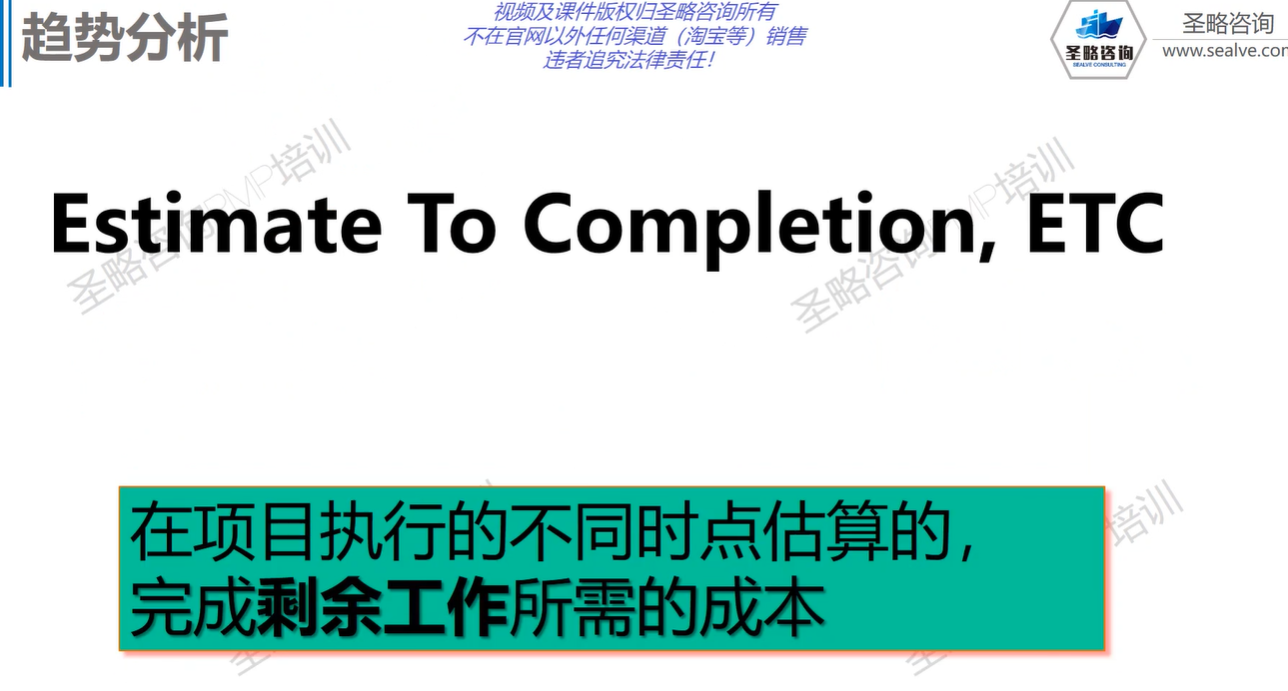 趋势分析
视频及课件版权归圣略咨询所有
不在官网以外任何渠道（淘宝等）销售
违者追究法律责任！
圣略咨询
SEALVE CONSULTING
圣略咨询
www.sealve.com
圣略咨询PMP培训
圣略咨询PMP培训
Estimate To Completion, ETC
在项目执行的不同时点估算的，
完成剩余工作所需的成本
培训